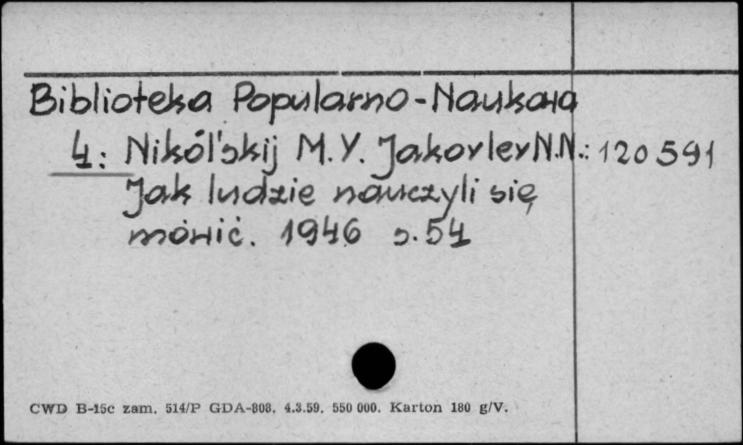 Biblioteka Popularno-Naukowa
4: Nikól'skij M.Y. Jakovlev N.N.: 120591
Jak ludzie nauczyli się
mówić. 1946 s. 54
CWD B-15c zam. 514/P GDA-808. 4.3.59. 550 000. Karton 180 g/V.